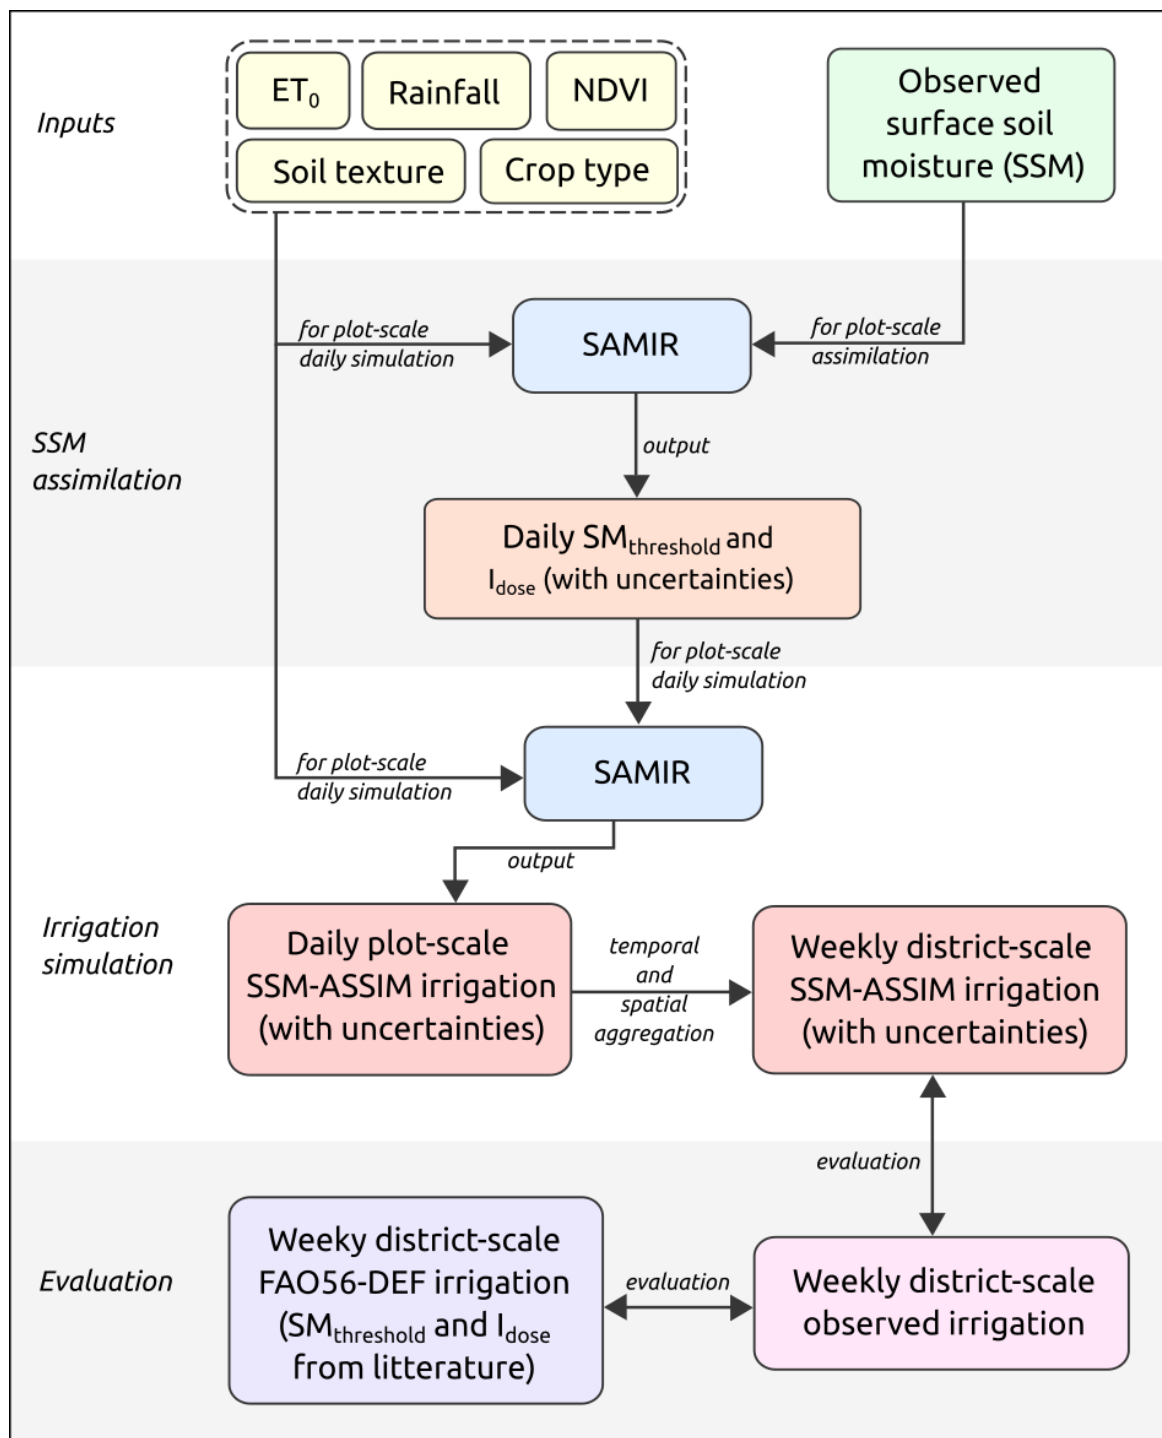 Inputs
ET0
Rainfall
NDVI
Soil texture
Crop type
Observed
surface soil
moisture (SSM)
SSM
assimilation
for plot-scale
daily simulation
SAMIR
for plot-scale
assimilation
output
Daily SMthreshold and
Idose (with uncertainties)
for plot-scale
daily simulation
Irrigation
simulation
for plot-scale
daily simulation
SAMIR
output
Daily plot-scale
SSM-ASSIM irrigation
(with uncertainties)
temporal
and
spatial
aggregation
Weekly district-scale
SSM-ASSIM irrigation
(with uncertainties)
evaluation
Evaluation
Weeky district-scale
FAO56-DEF irrigation
(SMthreshold and Idose
from litterature)
evaluation
Weekly district-scale
observed irrigation